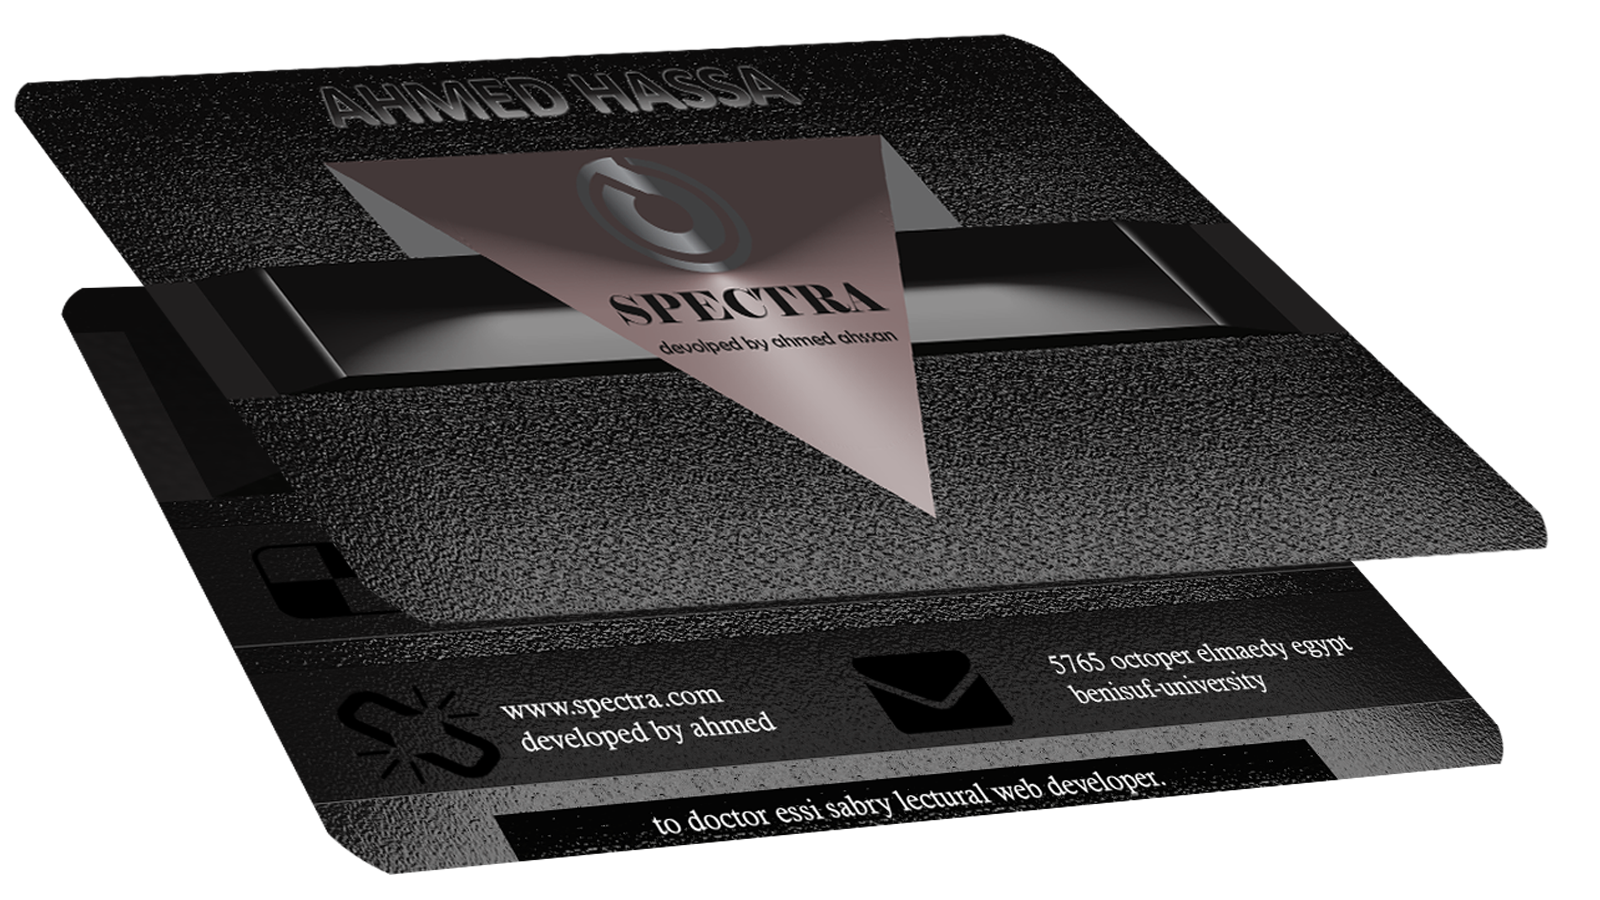 AHMED HASSA
SPECTRA
devolped by ahmed ahssan
www.spectra.com
developed by ahmed
5765 octoper elmaedy egypt
benisuf-university
to doctor essi sabry lectural web developer.